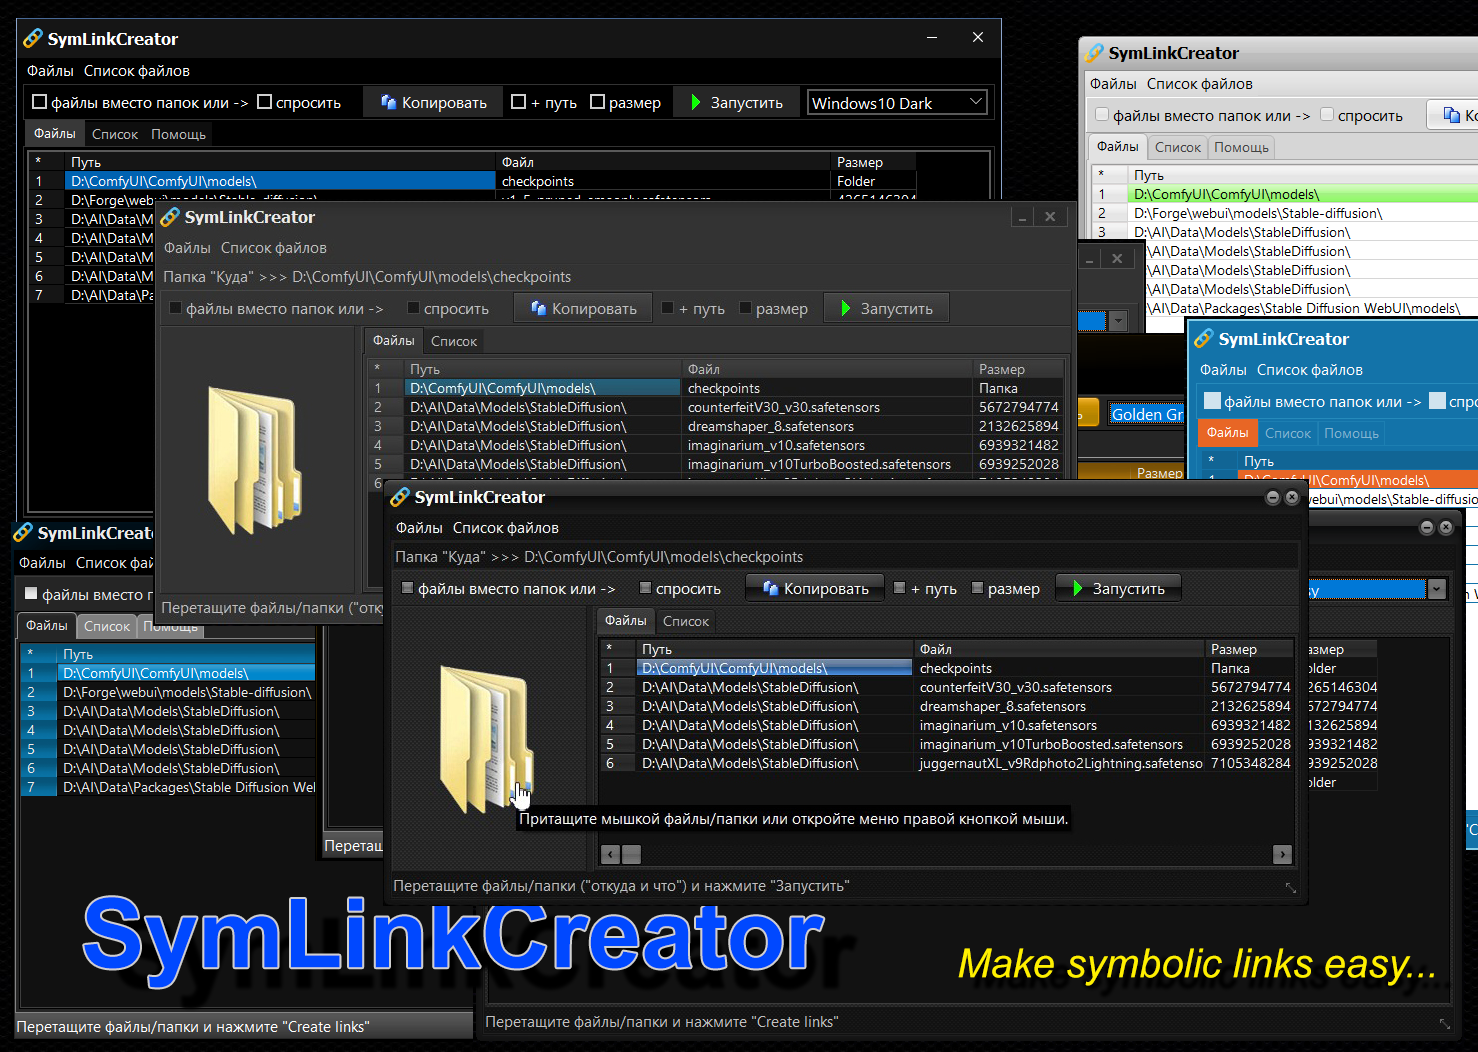 SymLinkCreator
Файлы Список файлов
файлы вместо папок или -> спросить Копировать + путь размер Запустить Windows10 Dark
Файлы Список Помощь
* Путь Файл Размер
1 D:\ComfyUI\ComfyUI\models\ checkpoints Folder
2 D:\Forge\webui\models\Stable-diffusion\ v1-5-pruned-emaonly.safetensors 4265146304
3 D:\AI\Data\M
4 D:\AI\Data\M
5 D:\AI\Data\M
6 D:\AI\Data\M
7 D:\AI\Data\Pa
SymLinkCreator
Файлы Список файлов
файлы вместо папок или -> спросить Ко
Файлы Список Помощь
* Путь
1 D:\ComfyUI\ComfyUI\models\
2 D:\Forge\webui\models\Stable-diffusion\
3 D:\AI\Data\Models\StableDiffusion\
\AI\Data\Models\StableDiffusion\
\AI\Data\Models\StableDiffusion\
\AI\Data\Models\StableDiffusion\
\AI\Data\Packages\Stable Diffusion WebUI\models\
SymLinkCreator
Файлы Список файлов
Папка "Куда" >>> D:\ComfyUI\ComfyUI\models\checkpoints
файлы вместо папок или -> спросить Копировать + путь размер Запустить
Файлы Список
* Путь Файл Размер
1 D:\ComfyUI\ComfyUI\models\ checkpoints Папка
2 D:\AI\Data\Models\StableDiffusion\ counterfeitV30_v30.safetensors 5672794774
3 D:\AI\Data\Models\StableDiffusion\ dreamshaper_8.safetensors 2132625894
4 D:\AI\Data\Models\StableDiffusion\ imaginarium_v10.safetensors 6939321482
5 D:\AI\Data\Models\StableDiffusion\ imaginarium_v10TurboBoosted.safetensors 6939252028
6
Перетащите файлы/папки ("отку
ь Golden Gr
Размер
SymLinkCreator
Файлы Список файлов
файлы вместо папок или -> спро
Файлы Список Помощь
* Путь
1 D:\ComfyUI\ComfyUI\models\
webui\models\Stable-diffusio
SymLinkCreato
Файлы Список фай
файлы вместо п
Файлы Список Помощь
* Путь
1 D:\ComfyUI\ComfyUI\models\
2 D:\Forge\webui\models\Stable-diffusion\
3 D:\AI\Data\Models\StableDiffusion\
4 D:\AI\Data\Models\StableDiffusion\
5 D:\AI\Data\Models\StableDiffusion\
6 D:\AI\Data\Models\StableDiffusion\
7 D:\AI\Data\Packages\Stable Diffusion Wel
Перетащите файлы/папки и нажмите "Create links"
Перетащ
SymLinkCreator
Файлы Список файлов
Папка "Куда" >>> D:\ComfyUI\ComfyUI\models\checkpoints
файлы вместо папок или -> спросить Копировать + путь размер Запустить
Файлы Список
* Путь Файл Размер
1 D:\ComfyUI\ComfyUI\models\ checkpoints Папка
2 D:\AI\Data\Models\StableDiffusion\ counterfeitV30_v30.safetensors 5672794774
3 D:\AI\Data\Models\StableDiffusion\ dreamshaper_8.safetensors 2132625894
4 D:\AI\Data\Models\StableDiffusion\ imaginarium_v10.safetensors 6939321482
5 D:\AI\Data\Models\StableDiffusion\ imaginarium_v10TurboBoosted.safetensors 6939252028
6 D:\AI\Data\Models\StableDiffusion\ juggernautXL_v9Rdphoto2Lightning.safetenso 7105348284
Притащите мышкой файлы/папки или откройте меню правой кнопкой мыши.
Перетащите файлы/папки ("откуда и что") и нажмите "Запустить"
sy
азмер
older
265146304
672794774
132625894
939321482
939252028
older
Перетащите файлы/папки и нажмите "Create links"
SymLinkCreator
Make symbolic links easy...